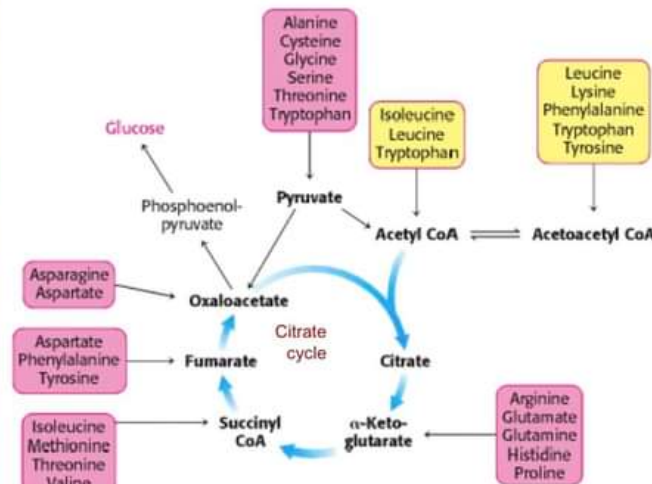 Alanine
Cysteine
Glycine
Serine
Threonine
Tryptophan
Isoleucine
Leucine
Tryptophan
Leucine
Lysine
Phenylalanine
Tryptophan
Tyrosine
Glucose
Phosphoenol-
pyruvate
Pyruvate
Acetyl CoA
Acetoacetyl CoA
Asparagine
Aspartate
Oxaloacetate
Citrate
cycle
Aspartate
Phenylalanine
Tyrosine
Fumarate
Citrate
Isoleucine
Methionine
Threonine
Valine
Succinyl
CoA
α-Keto-
glutarate
Arginine
Glutamate
Glutamine
Histidine
Proline